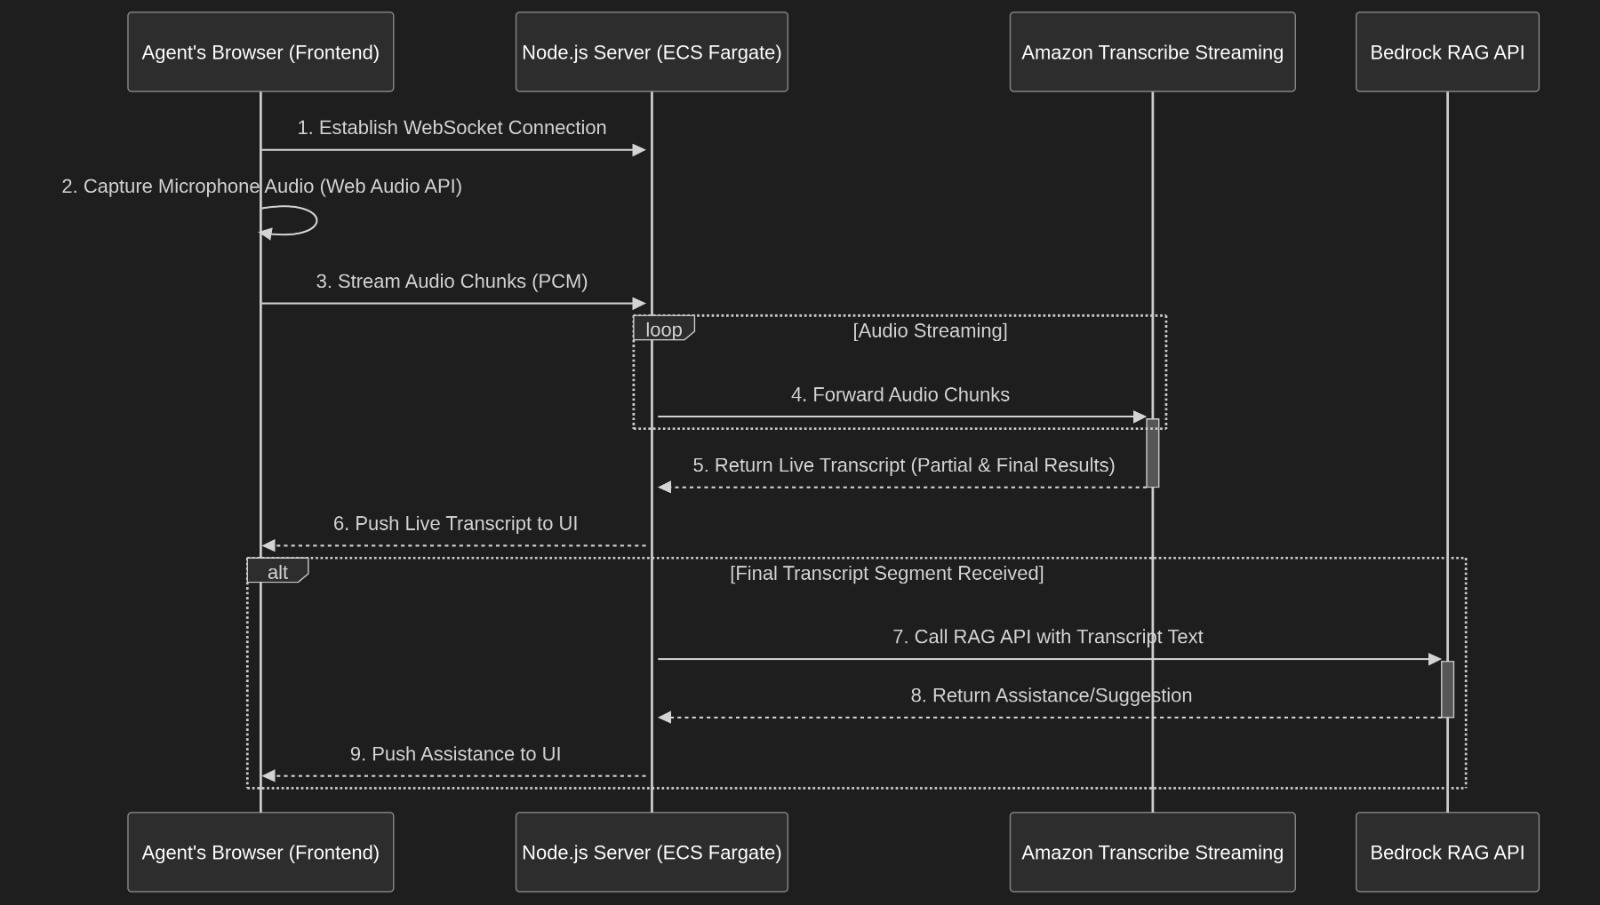 Agent's Browser (Frontend)
Node.js Server (ECS Fargate)
Amazon Transcribe Streaming
Bedrock RAG API
1. Establish WebSocket Connection
2. Capture Microphone Audio (Web Audio API)
3. Stream Audio Chunks (PCM)
loop
[Audio Streaming]
4. Forward Audio Chunks
5. Return Live Transcript (Partial & Final Results)
6. Push Live Transcript to UI
alt
[Final Transcript Segment Received]
7. Call RAG API with Transcript Text
8. Return Assistance/Suggestion
9. Push Assistance to UI
Agent's Browser (Frontend)
Node.js Server (ECS Fargate)
Amazon Transcribe Streaming
Bedrock RAG API